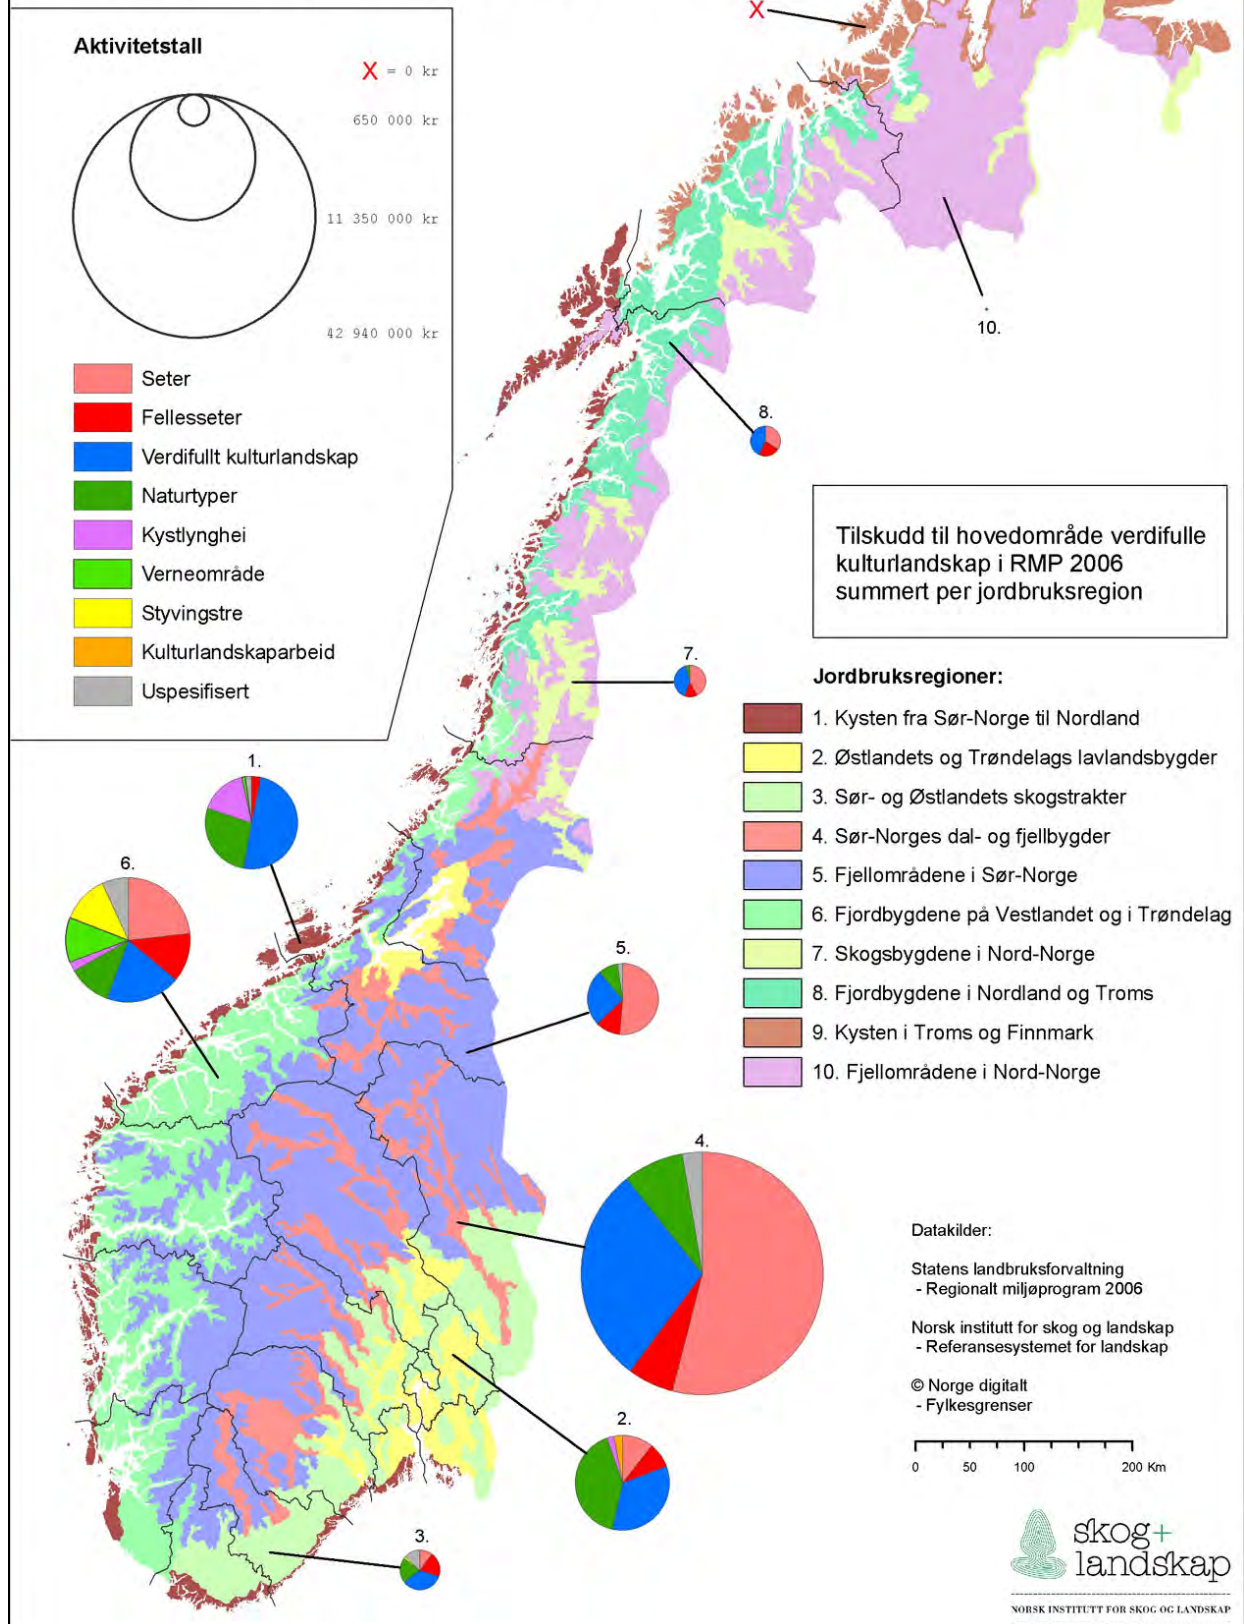 Aktivitetstall
X = 0 kr
650 000 kr
11 350 000 kr
42 940 000 kr
Seter
Fellesseter
Verdifullt kulturlandskap
Naturtyper
Kystlynghei
Verneområde
Styvingstre
Kulturlandskaparbeid
Uspesifisert
X
10.
8.
7.
1.
6.
5.
4.
2.
3.
Tilskudd til hovedområde verdifulle
kulturlandskap i RMP 2006
summert per jordbruksregion
Jordbruksregioner:
1. Kysten fra Sør-Norge til Nordland
2. Østlandets og Trøndelags lavlandsbygder
3. Sør- og Østlandets skogstrakter
4. Sør-Norges dal- og fjellbygder
5. Fjellområdene i Sør-Norge
6. Fjordbygdene på Vestlandet og i Trøndelag
7. Skogsbygdene i Nord-Norge
8. Fjordbygdene i Nordland og Troms
9. Kysten i Troms og Finnmark
10. Fjellområdene i Nord-Norge
Datakilder:
Statens landbruksforvaltning
- Regionalt miljøprogram 2006
Norsk institutt for skog og landskap
- Referansesystemet for landskap
© Norge digitalt
- Fylkesgrenser
0 50 100 200 Km
skog+
landskap
NORSK INSTITUTT FOR SKOG OG LANDSKAP